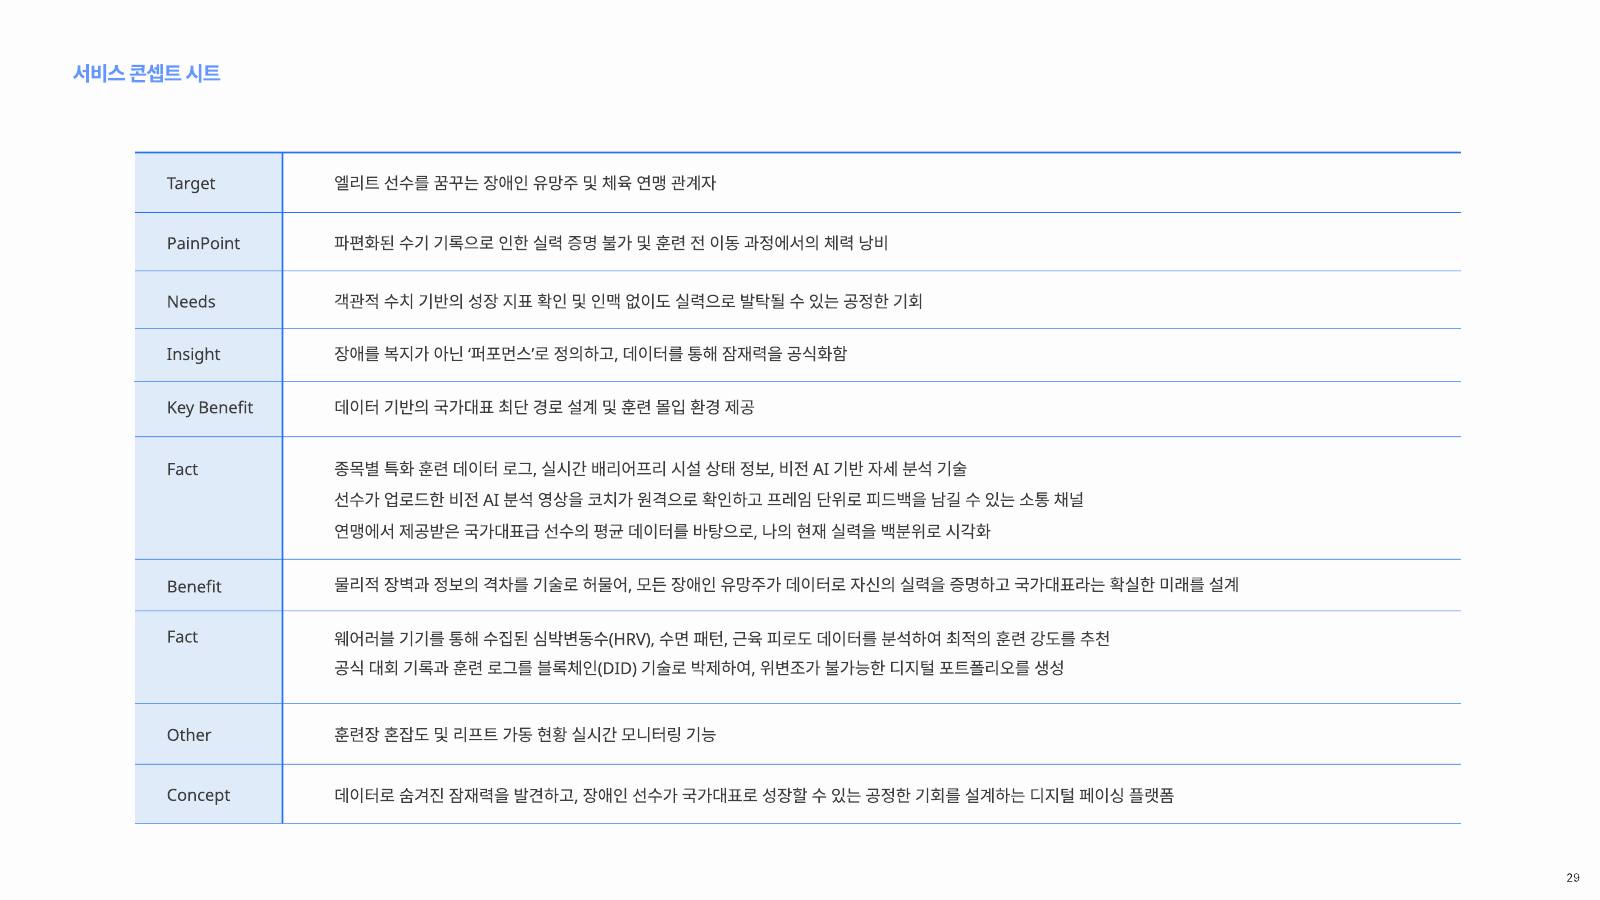 서비스 콘셉트 시트
Target 엘리트 선수를 꿈꾸는 장애인 유망주 및 체육 연맹 관계자
PainPoint 파편화된 수기 기록으로 인한 실력 증명 불가 및 훈련 전 이동 과정에서의 체력 낭비
Needs 객관적 수치 기반의 성장 지표 확인 및 인맥 없이도 실력으로 발탁될 수 있는 공정한 기회
Insight 장애를 복지가 아닌 ‘퍼포먼스’로 정의하고, 데이터를 통해 잠재력을 공식화함
Key Benefit 데이터 기반의 국가대표 최단 경로 설계 및 훈련 몰입 환경 제공
Fact 종목별 특화 훈련 데이터 로그, 실시간 배리어프리 시설 상태 정보, 비전 AI 기반 자세 분석 기술
선수가 업로드한 비전 AI 분석 영상을 코치가 원격으로 확인하고 프레임 단위로 피드백을 남길 수 있는 소통 채널
연맹에서 제공받은 국가대표급 선수의 평균 데이터를 바탕으로, 나의 현재 실력을 백분위로 시각화
Benefit 물리적 장벽과 정보의 격차를 기술로 허물어, 모든 장애인 유망주가 데이터로 자신의 실력을 증명하고 국가대표라는 확실한 미래를 설계
Fact 웨어러블 기기를 통해 수집된 심박변동수(HRV), 수면 패턴, 근육 피로도 데이터를 분석하여 최적의 훈련 강도를 추천
공식 대회 기록과 훈련 로그를 블록체인(DID) 기술로 박제하여, 위변조가 불가능한 디지털 포트폴리오를 생성
Other 훈련장 혼잡도 및 리프트 가동 현황 실시간 모니터링 기능
Concept 데이터로 숨겨진 잠재력을 발견하고, 장애인 선수가 국가대표로 성장할 수 있는 공정한 기회를 설계하는 디지털 페이싱 플랫폼
29